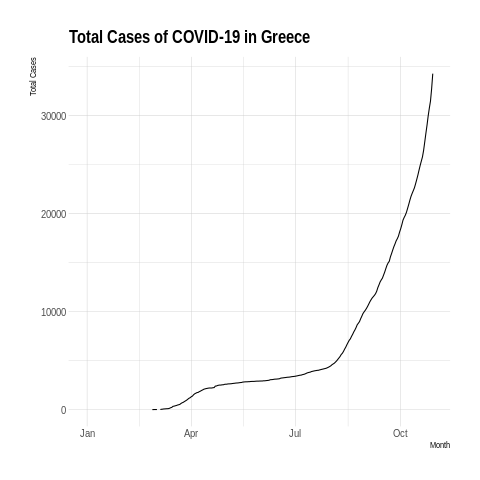 Total Cases of COVID-19 in Greece
Total Cases
30000
20000
10000
0
Jan Apr Jul Oct
Month